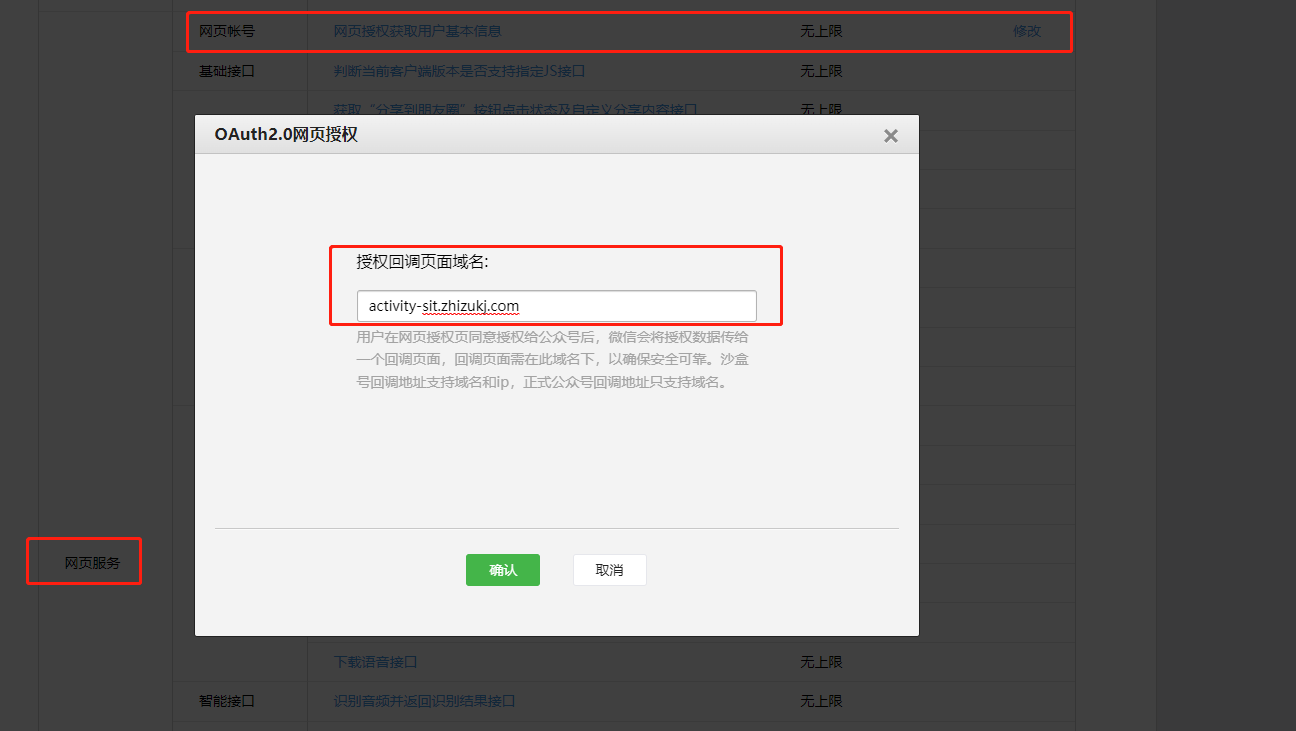 网页帐号 网页授权获取用户基本信息 无上限 修改
基础接口 判断当前客户端版本是否支持指定JS接口 无上限
获取“分享到朋友圈”按钮点击状态及自定义分享内容接口 无上限
OAuth2.0网页授权
授权回调页面域名:
activity-sit.zhizukj.com
用户在网页授权页同意授权给公众号后，微信会将授权数据传给
一个回调页面，回调页面需在此域名下，以确保安全可靠。沙盒
号回调地址支持域名和ip，正式公众号回调地址只支持域名。
网页服务
确认 取消
下载语音接口 无上限
智能接口 识别音频并返回识别结果接口 无上限